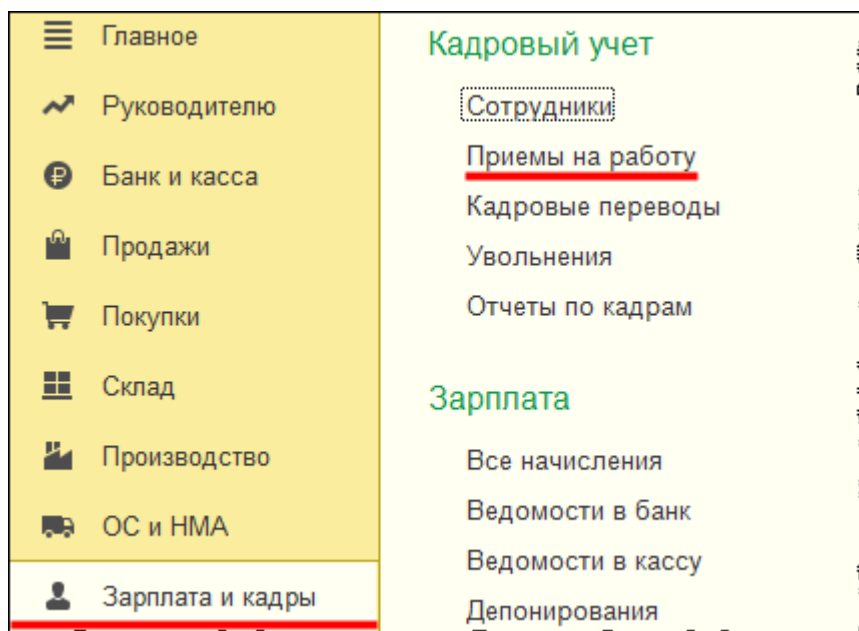 Главное
Руководителю
Банк и касса
Продажи
Покупки
Склад
Производство
ОС и НМА
Зарплата и кадры
Кадровый учет
Сотрудники
Приемы на работу
Кадровые переводы
Увольнения
Отчеты по кадрам
Зарплата
Все начисления
Ведомости в банк
Ведомости в кассу
Депонирования